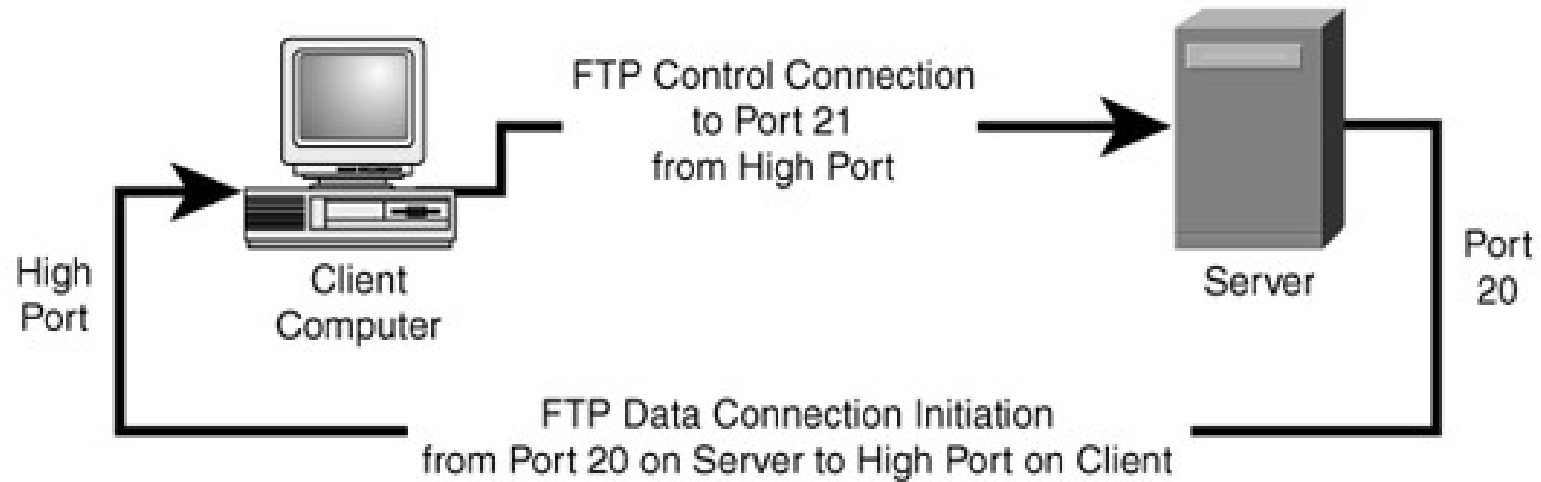 FTP Control Connection
to Port 21
from High Port
High
Port
Client
Computer
Server
Port
20
FTP Data Connection Initiation
from Port 20 on Server to High Port on Client